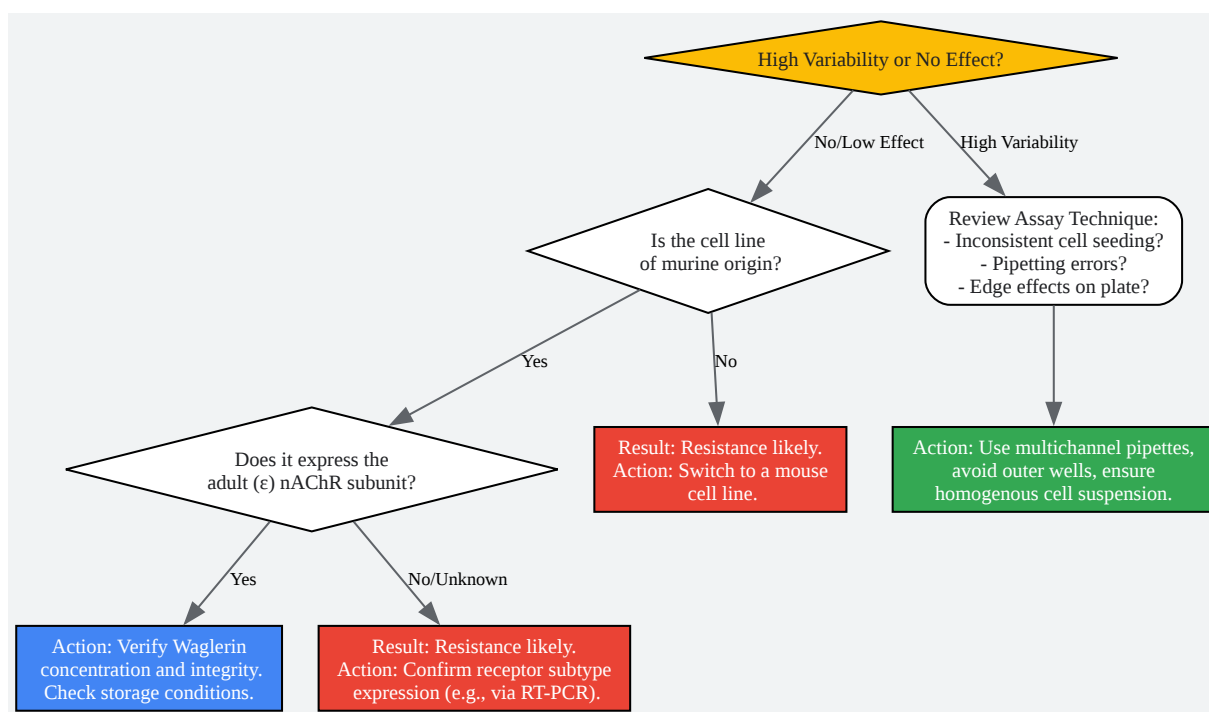 High Variability or No Effect?
No/Low Effect
High Variability
Is the cell line
of murine origin?
Review Assay Technique:
- Inconsistent cell seeding?
- Pipetting errors?
- Edge effects on plate?
Yes
No
Does it express the
adult (ε) nAChR subunit?
Result: Resistance likely.
Action: Switch to a mouse
cell line.
Action: Use multichannel pipettes,
avoid outer wells, ensure
homogenous cell suspension.
Yes
No/Unknown
Action: Verify Waglerin
concentration and integrity.
Check storage conditions.
Result: Resistance likely.
Action: Confirm receptor subtype
expression (e.g., via RT-PCR).